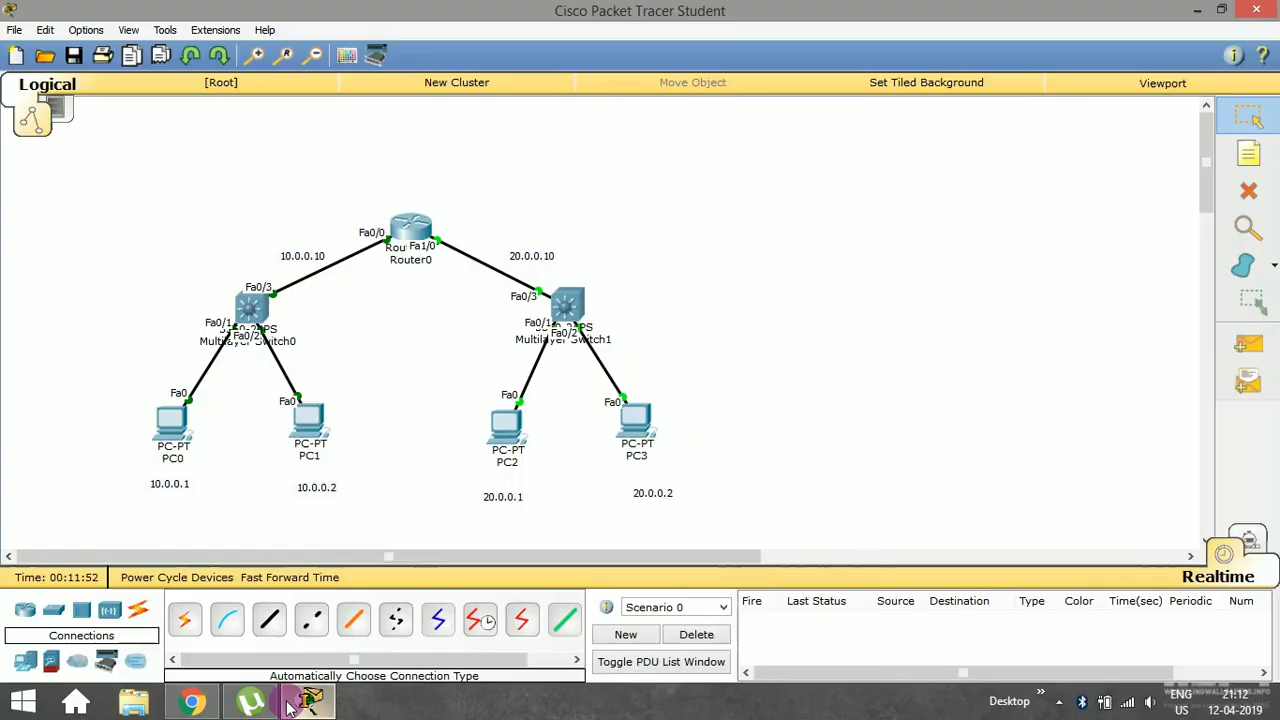 Cisco Packet Tracer Student
File Edit Options View Tools Extensions Help
Logical
[Root]
New Cluster
Move Object
Set Tiled Background
Viewport
Fa0/0
Fa1/0
Router0
10.0.0.10
20.0.0.10
Fa0/3
Fa0/3
Fa0/1
Fa0/2
Multilayer Switch0
Fa0/1
Fa0/2
Multilayer Switch1
Fa0
Fa0
Fa0
Fa0
PC-PT
PC0
PC-PT
PC1
PC-PT
PC2
PC-PT
PC3
10.0.0.1
10.0.0.2
20.0.0.1
20.0.0.2
Time: 00:11:52
Power Cycle Devices Fast Forward Time
Realtime
Connections
Automatically Choose Connection Type
Scenario 0
New
Delete
Toggle PDU List Window
Fire Last Status Source Destination Type Color Time(sec) Periodic Num
Desktop
ENG
US
21:12
12-04-2019